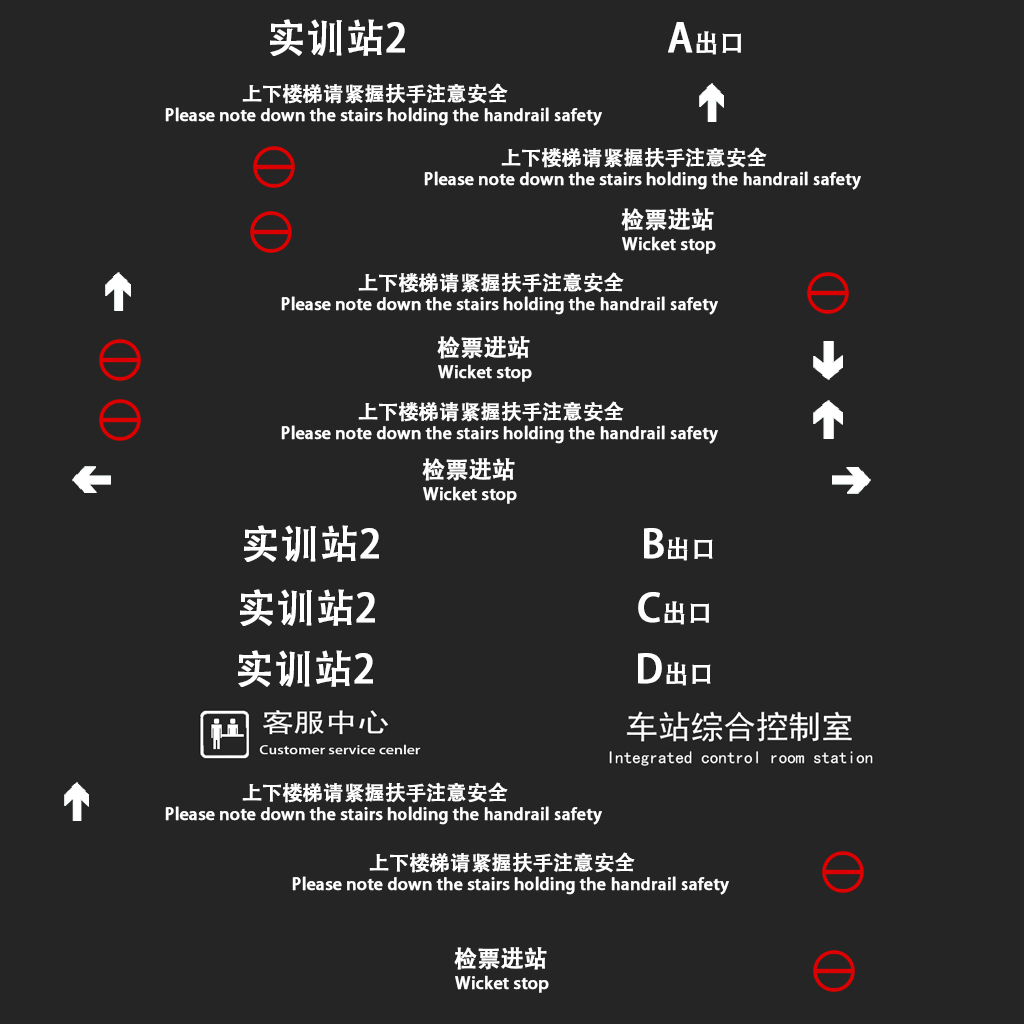 实训站2 A出口
上下楼梯请紧握扶手注意安全
Please note down the stairs holding the handrail safety
上下楼梯请紧握扶手注意安全
Please note down the stairs holding the handrail safety
检票进站
Wicket stop
上下楼梯请紧握扶手注意安全
Please note down the stairs holding the handrail safety
检票进站
Wicket stop
上下楼梯请紧握扶手注意安全
Please note down the stairs holding the handrail safety
检票进站
Wicket stop
实训站2 B出口
实训站2 C出口
实训站2 D出口
客服中心
Customer service cenler
车站综合控制室
Integrated control room station
上下楼梯请紧握扶手注意安全
Please note down the stairs holding the handrail safety
上下楼梯请紧握扶手注意安全
Please note down the stairs holding the handrail safety
检票进站
Wicket stop